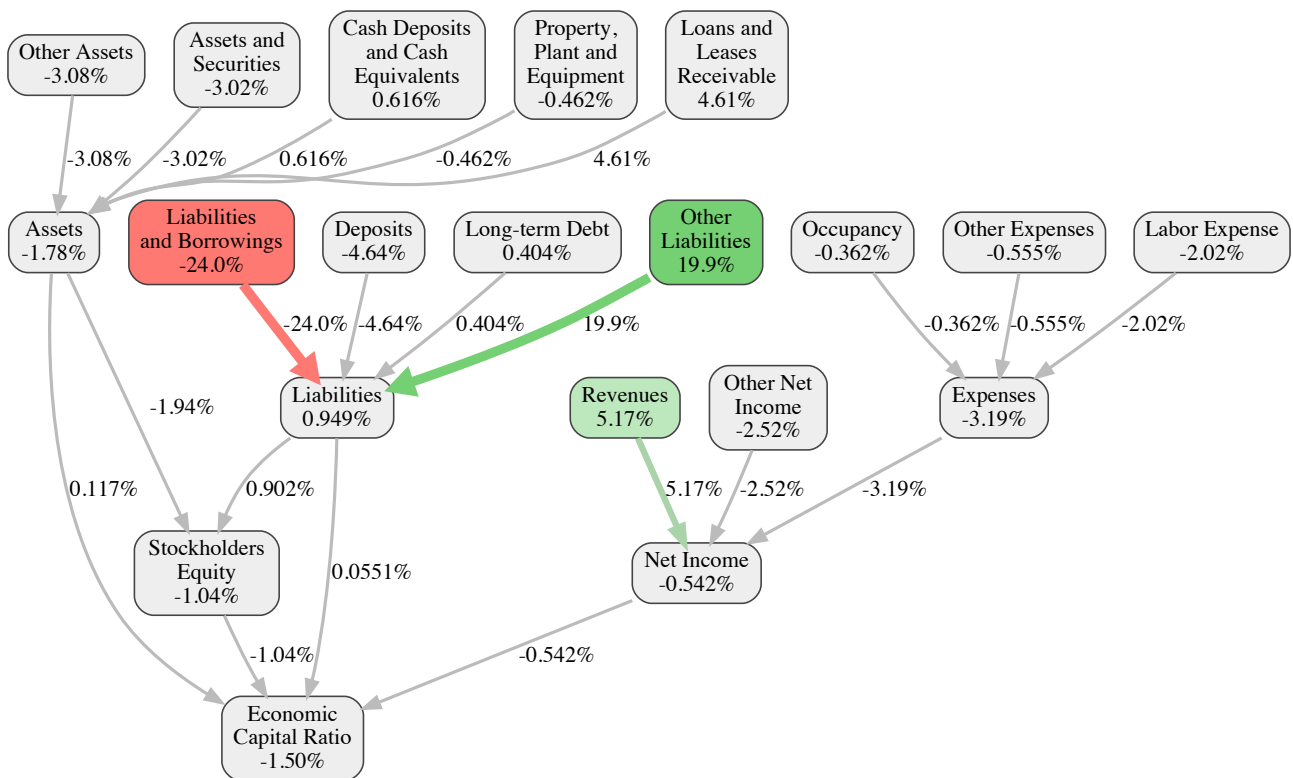 Other Assets
-3.08%
Assets and
Securities
-3.02%
Cash Deposits
and Cash
Equivalents
0.616%
Property,
Plant and
Equipment
-0.462%
Loans and
Leases
Receivable
4.61%
-3.08%
-3.02%
0.616%
-0.462%
4.61%
Assets
-1.78%
Liabilities
and Borrowings
-24.0%
Deposits
-4.64%
Long-term Debt
0.404%
Other
Liabilities
19.9%
Occupancy
-0.362%
Other Expenses
-0.555%
Labor Expense
-2.02%
-24.0%
-4.64%
0.404%
19.9%
-0.362%
-0.555%
-2.02%
Liabilities
0.949%
Revenues
5.17%
Other Net
Income
-2.52%
Expenses
-3.19%
-1.94%
0.117%
0.902%
5.17%
-2.52%
-3.19%
Stockholders
Equity
-1.04%
0.0551%
Net Income
-0.542%
-1.04%
-0.542%
Economic
Capital Ratio
-1.50%